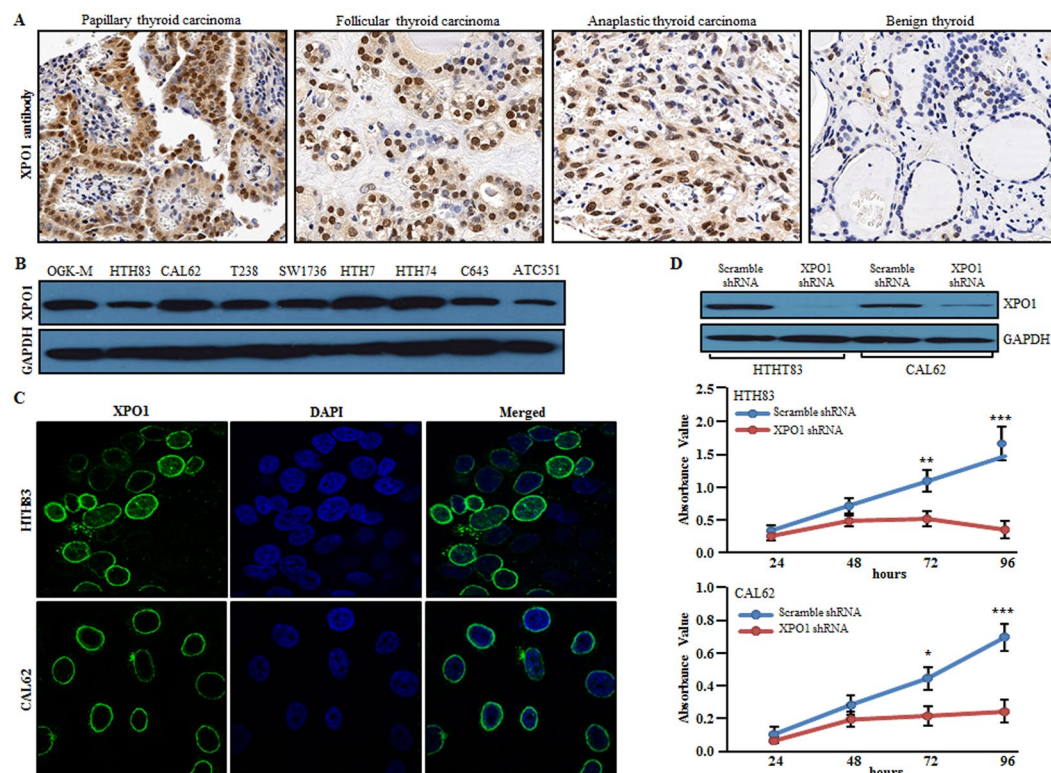 A
Papillary thyroid carcinoma
Follicular thyroid carcinoma
Anaplastic thyroid carcinoma
Benign thyroid
XPO1 antibody
B
OGK-M HTH83 CAL62 T238 SW1736 HTH7 HTH74 C643 ATC351
XPO1
GAPDH
C
XPO1 DAPI Merged
HTH83
CAL62
D
Scramble shRNA
XPO1 shRNA
Scramble shRNA
XPO1 shRNA
XPO1
GAPDH
HTHT83 CAL62
HTH83
Scramble shRNA
XPO1 shRNA
Absorbance Value
2.5
2.0
1.5
1.0
0.5
0.0
**
***
24 48 72 96
hours
CAL62
Scramble shRNA
XPO1 shRNA
Absorbance Value
1.0
0.8
0.6
0.4
0.2
0.0
*
***
24 48 72 96
hours